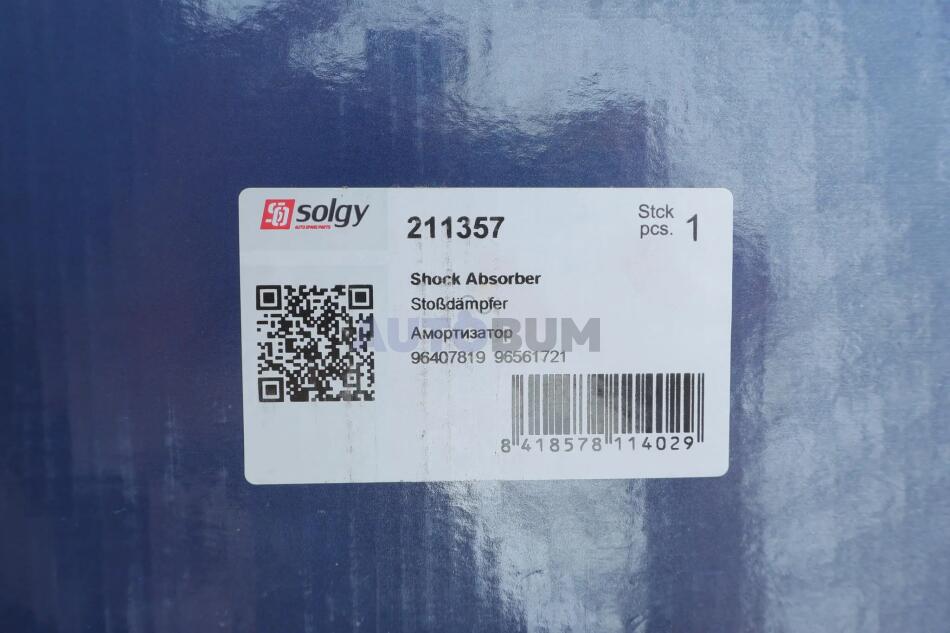 solgy
AUTO SPARE PARTS
211357
Stck
pcs. 1
Shock Absorber
Stoßdämpfer
Амортизатор
AUTOBUM
96407819 96561721
8 418578 114029